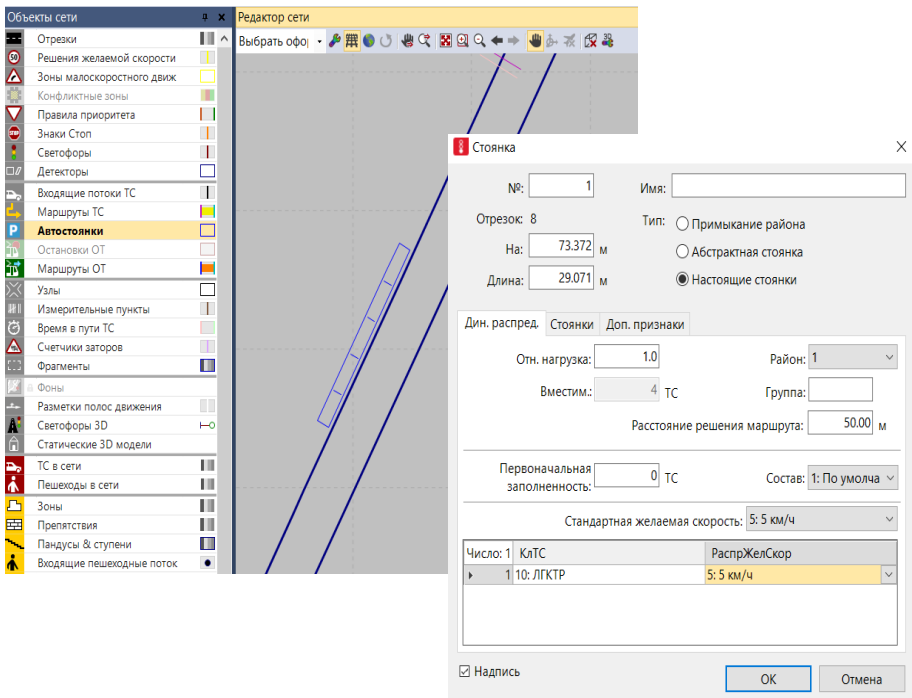 Объекты сети
Отрезки
Решения желаемой скорости
Зоны малоскоростного движ
Конфликтные зоны
Правила приоритета
Знаки Стоп
Светофоры
Детекторы
Входящие потоки ТС
Маршруты ТС
Автостоянки
Остановки ОТ
Маршруты ОТ
Узлы
Измерительные пункты
Время в пути ТС
Счетчики заторов
Фрагменты
Фоны
Разметки полос движения
Светофоры 3D
Статические 3D модели
ТС в сети
Пешеходы в сети
Зоны
Препятствия
Пандусы & ступени
Входящие пешеходные поток
Редактор сети
Выбрать офор
Стоянка
№: 1 Имя:
Отрезок: 8 Тип: Примыкание района
На: 73.372 м Абстрактная стоянка
Длина: 29.071 м Настоящие стоянки
Дин. распред. Стоянки Доп. признаки
Отн. нагрузка: 1.0 Район: 1
Вместим.: 4 ТС Группа:
Расстояние решения маршрута: 50.00 м
Первоначальная
заполненность: 0 ТС Состав: 1: По умолча
Стандартная желаемая скорость: 5: 5 км/ч
Число: 1 КлТС РаспрЖелСкор
1 10: ЛГКТР 5: 5 км/ч
Надпись OK Отмена